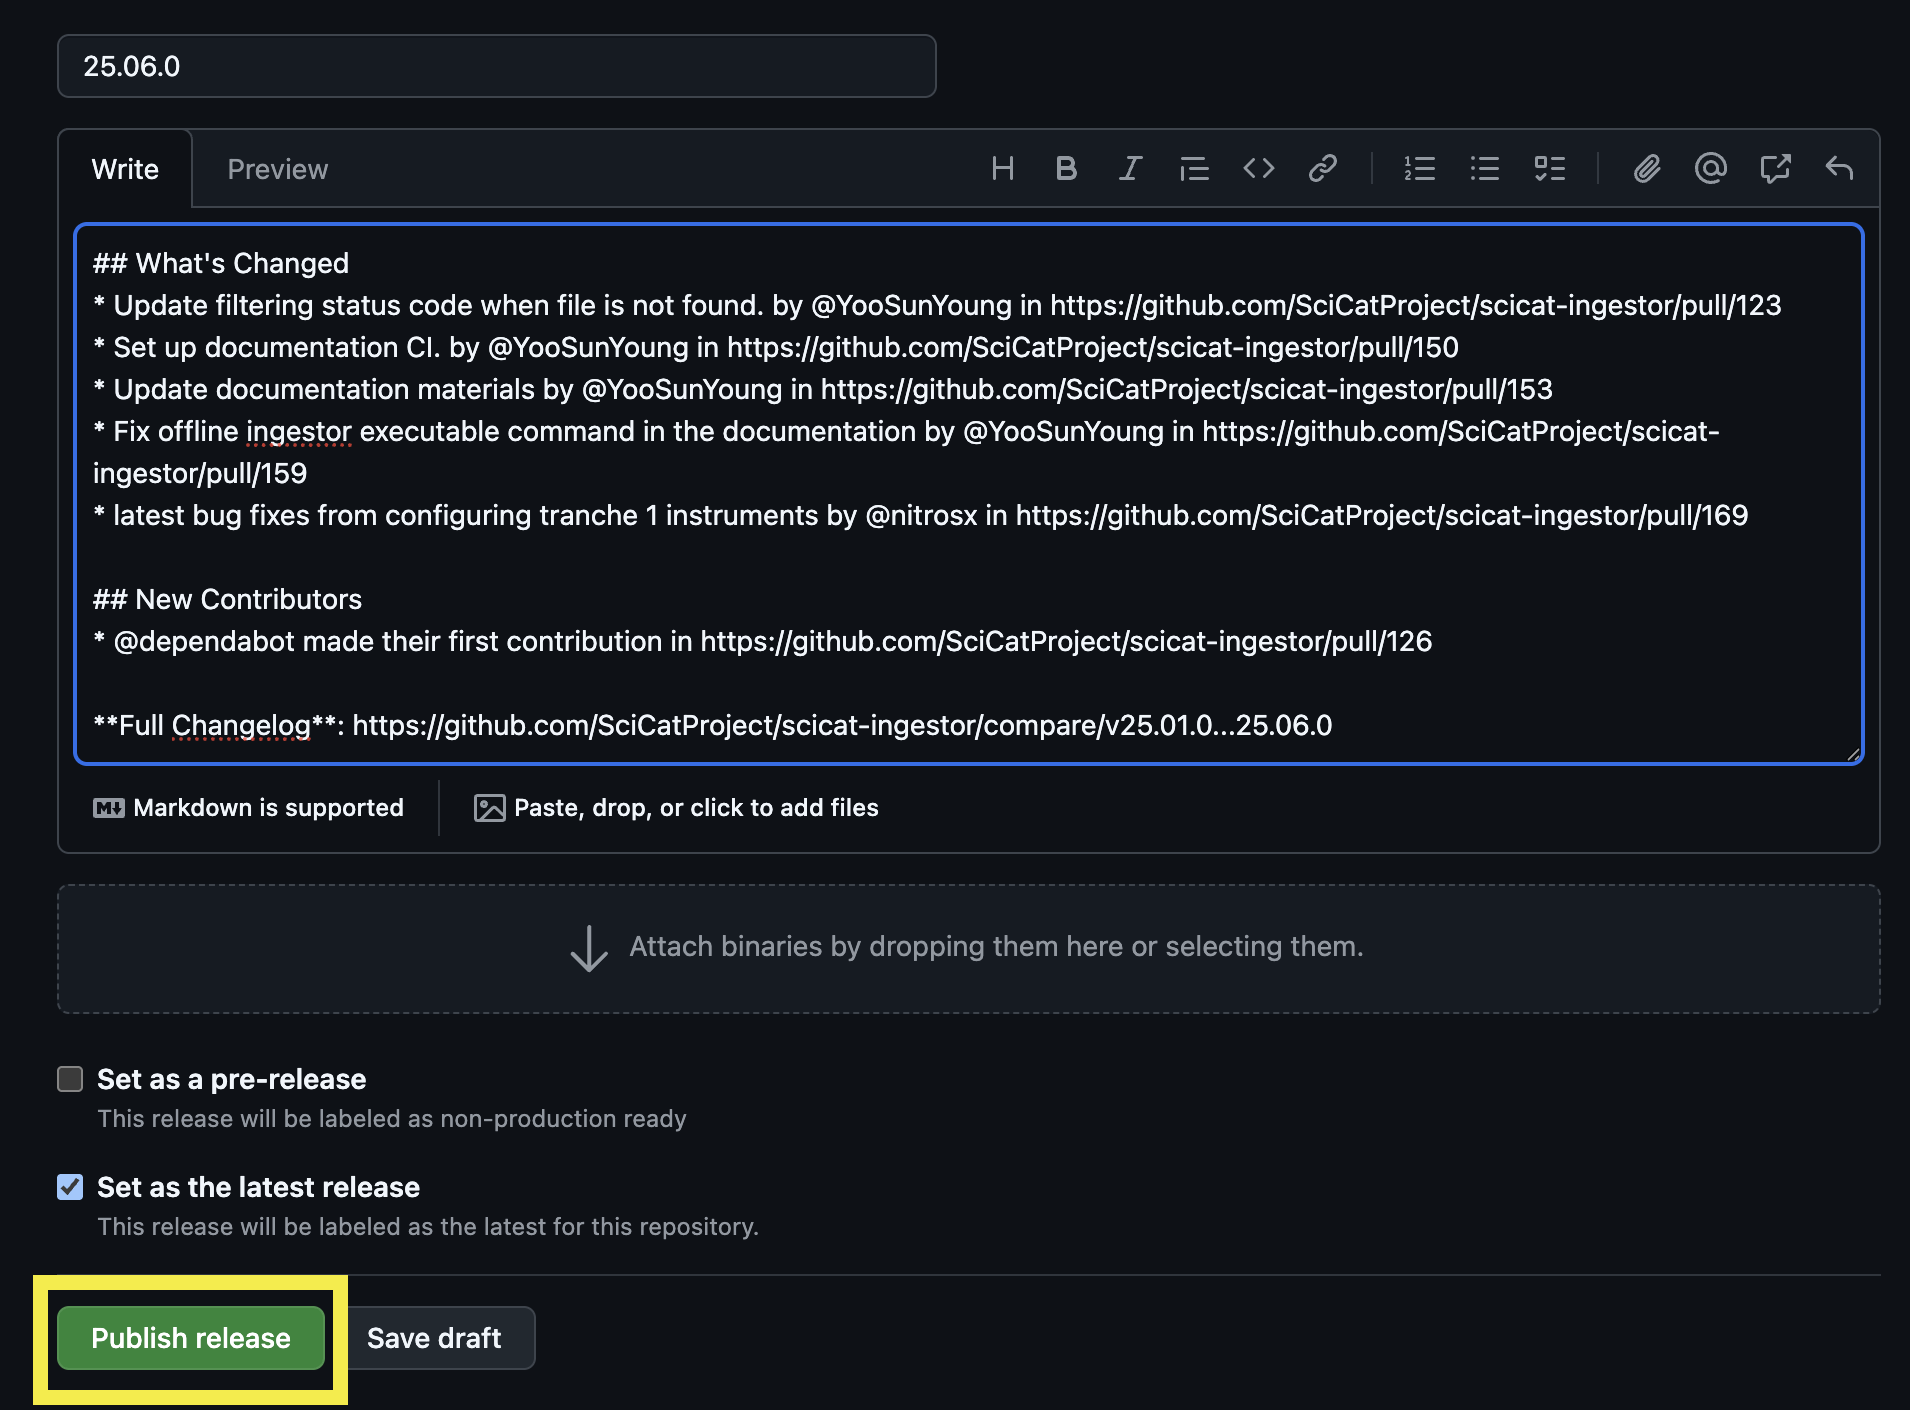 25.06.0
Write Preview
## What's Changed
* Update filtering status code when file is not found. by @YooSunYoung in https://github.com/SciCatProject/scicat-ingestor/pull/123
* Set up documentation CI. by @YooSunYoung in https://github.com/SciCatProject/scicat-ingestor/pull/150
* Update documentation materials by @YooSunYoung in https://github.com/SciCatProject/scicat-ingestor/pull/153
* Fix offline ingestor executable command in the documentation by @YooSunYoung in https://github.com/SciCatProject/scicat-
ingestor/pull/159
* latest bug fixes from configuring tranche 1 instruments by @nitrosx in https://github.com/SciCatProject/scicat-ingestor/pull/169
## New Contributors
* @dependabot made their first contribution in https://github.com/SciCatProject/scicat-ingestor/pull/126
**Full Changelog**: https://github.com/SciCatProject/scicat-ingestor/compare/v25.01.0...25.06.0
Markdown is supported Paste, drop, or click to add files
Attach binaries by dropping them here or selecting them.
Set as a pre-release
This release will be labeled as non-production ready
Set as the latest release
This release will be labeled as the latest for this repository.
Publish release Save draft